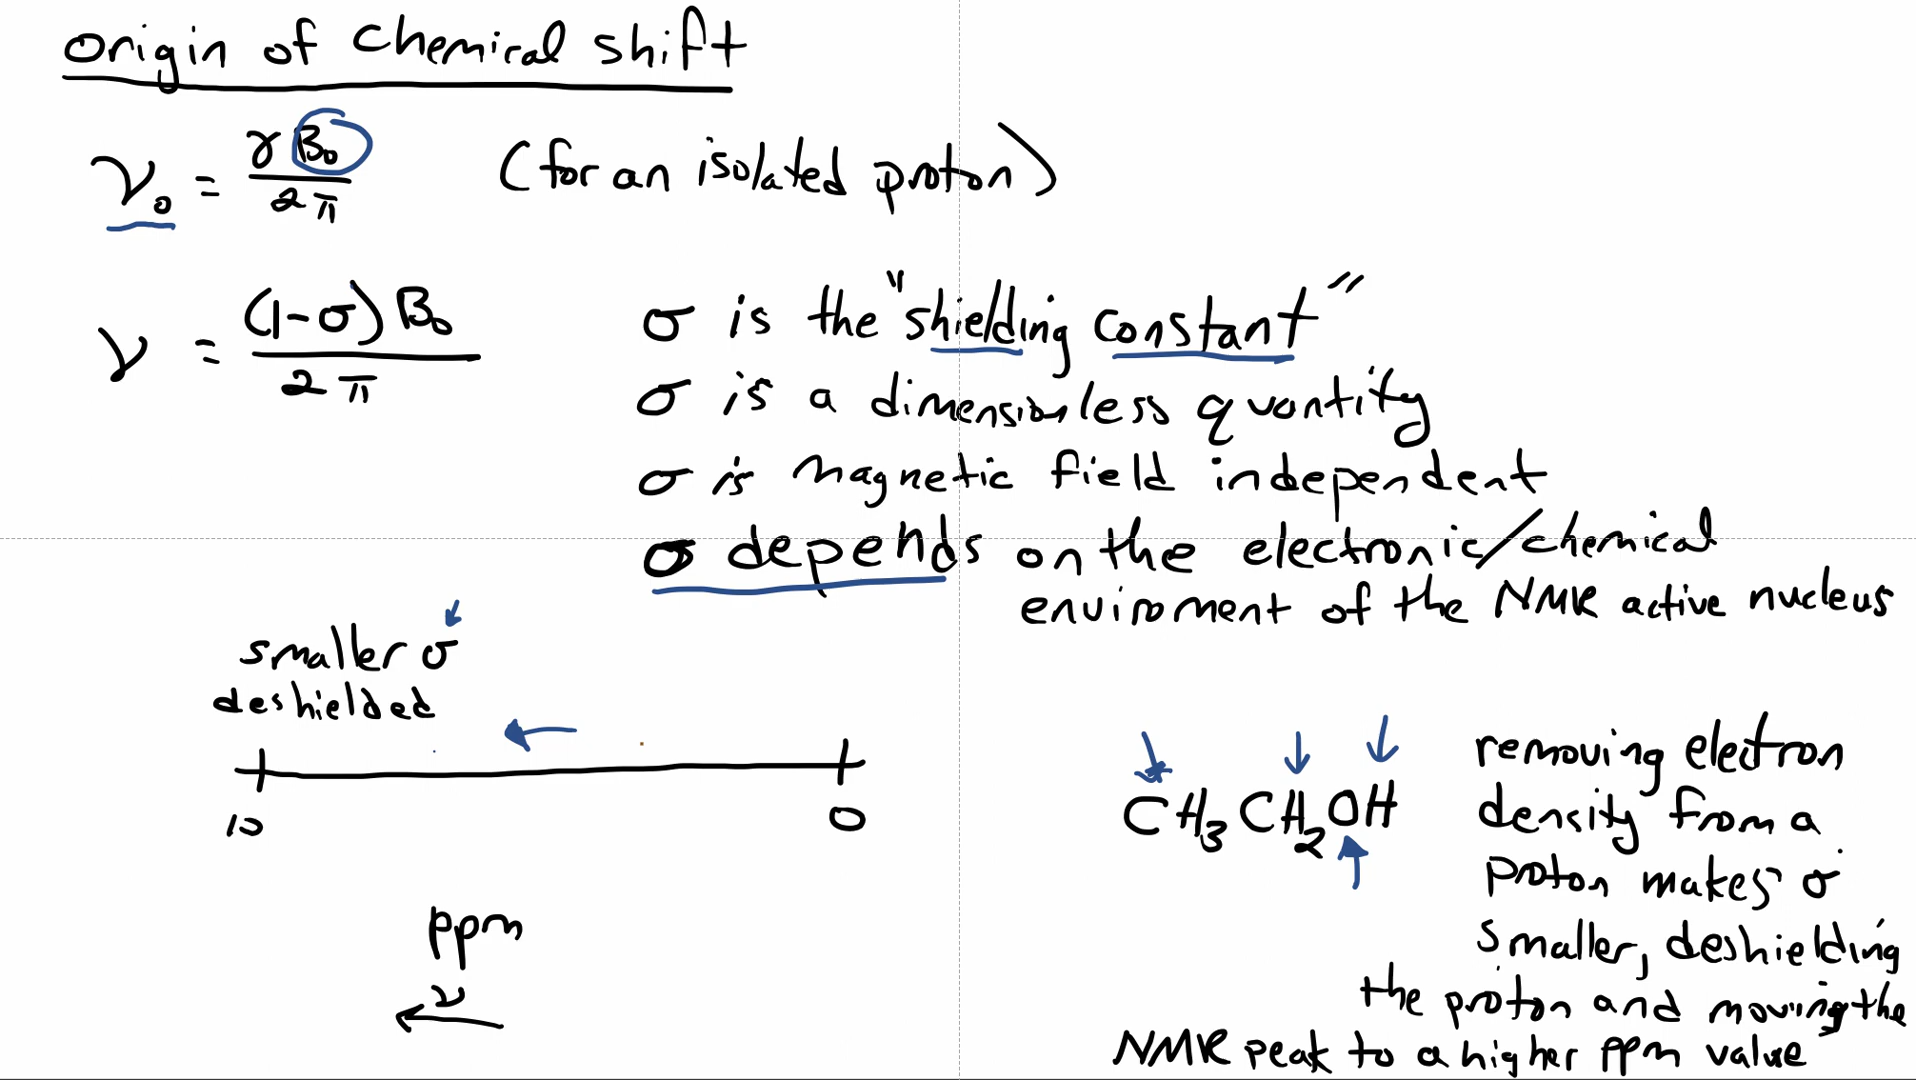 origin of chemical shift
ν₀ = γB₀ / 2π (for an isolated proton)
ν = (1-σ)B₀ / 2π
σ is the "shielding constant"
σ is a dimensionless quantity
σ is magnetic field independent
σ depends on the electronic/chemical
enviroment of the NMR active nucleus
smaller σ
deshielded
10 0
ppm
ν
CH₃CH₂OH
removing electron
density from a
proton makes σ
smaller, deshielding
the proton and moving the
NMR peak to a higher ppm value